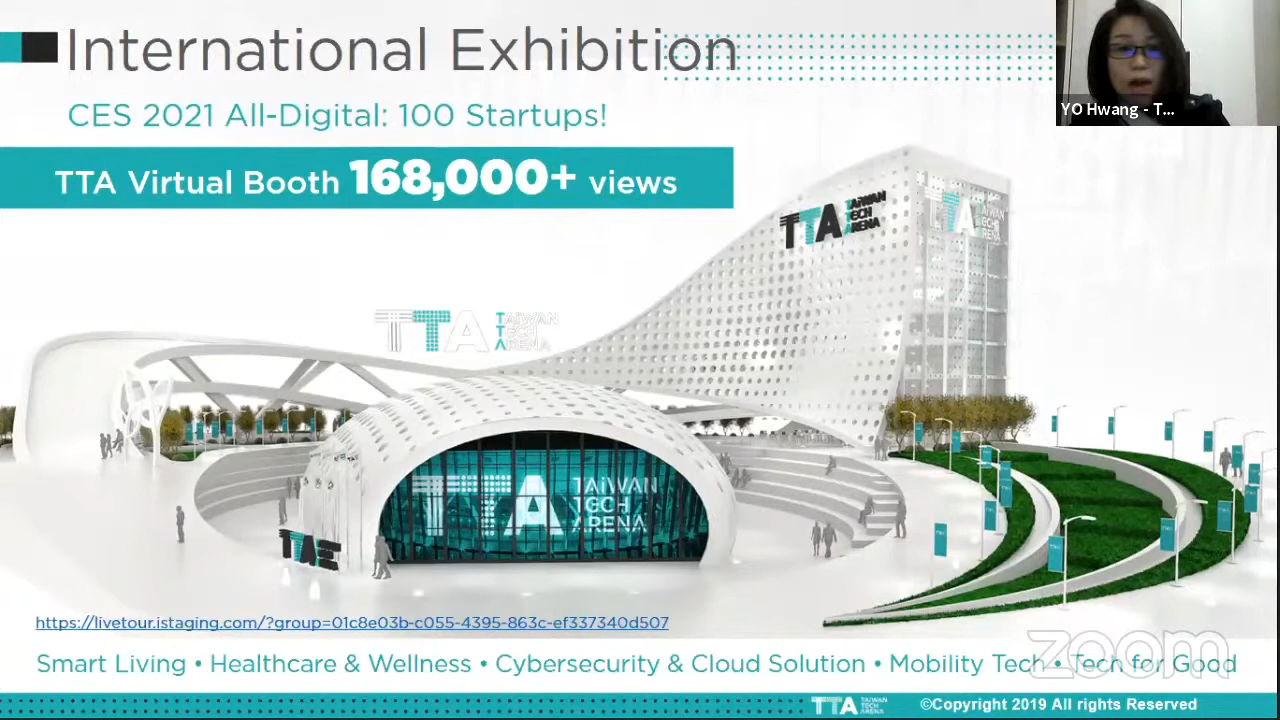 International Exhibition
CES 2021 All-Digital: 100 Startups!
TTA Virtual Booth 168,000+ views
YO Hwang - T...
TTA TAIWAN TECH ARENA
TTA TAIWAN TECH ARENA
TTA TAIWAN TECH ARENA
TTA TAIWAN TECH ARENA
TTA
https://livetour.istaging.com/?group=01c8e03b-c055-4395-863c-ef337340d507
zoom
Smart Living • Healthcare & Wellness • Cybersecurity & Cloud Solution • Mobility Tech • Tech for Good
TTA TAIWAN TECH ARENA
©Copyright 2019 All rights Reserved